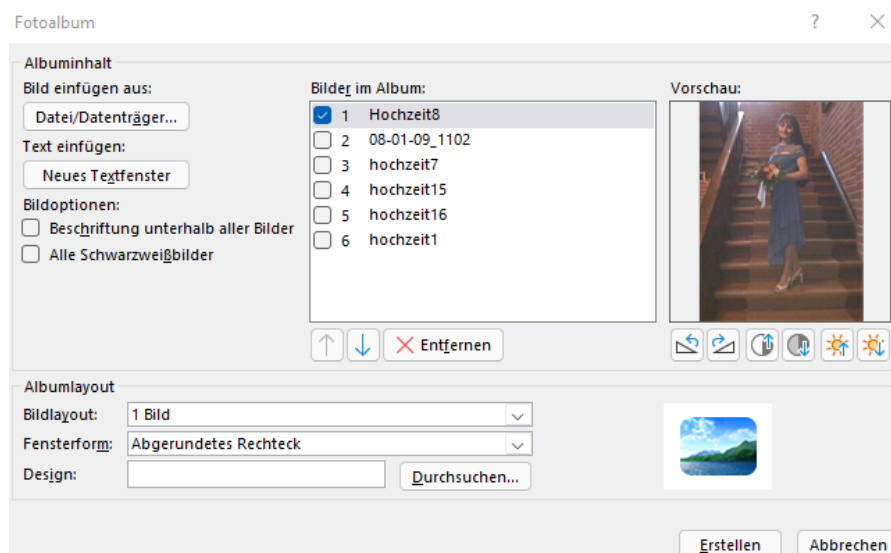 Fotoalbum
Albuminhalt
Bild einfügen aus:
Datei/Datenträger...
Text einfügen:
Neues Textfenster
Bildoptionen:
Beschriftung unterhalb aller Bilder
Alle Schwarzweißbilder
Bilder im Album:
1 Hochzeit8
2 08-01-09_1102
3 hochzeit7
4 hochzeit15
5 hochzeit16
6 hochzeit1
Entfernen
Vorschau:
Albumlayout
Bildlayout: 1 Bild
Fensterform: Abgerundetes Rechteck
Design: Durchsuchen...
Erstellen Abbrechen